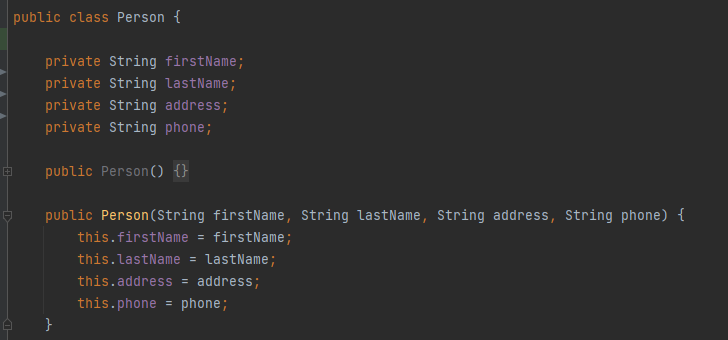 public class Person {
private String firstName;
private String lastName;
private String address;
private String phone;
public Person() {}
public Person(String firstName, String lastName, String address, String phone) {
this.firstName = firstName;
this.lastName = lastName;
this.address = address;
this.phone = phone;
}